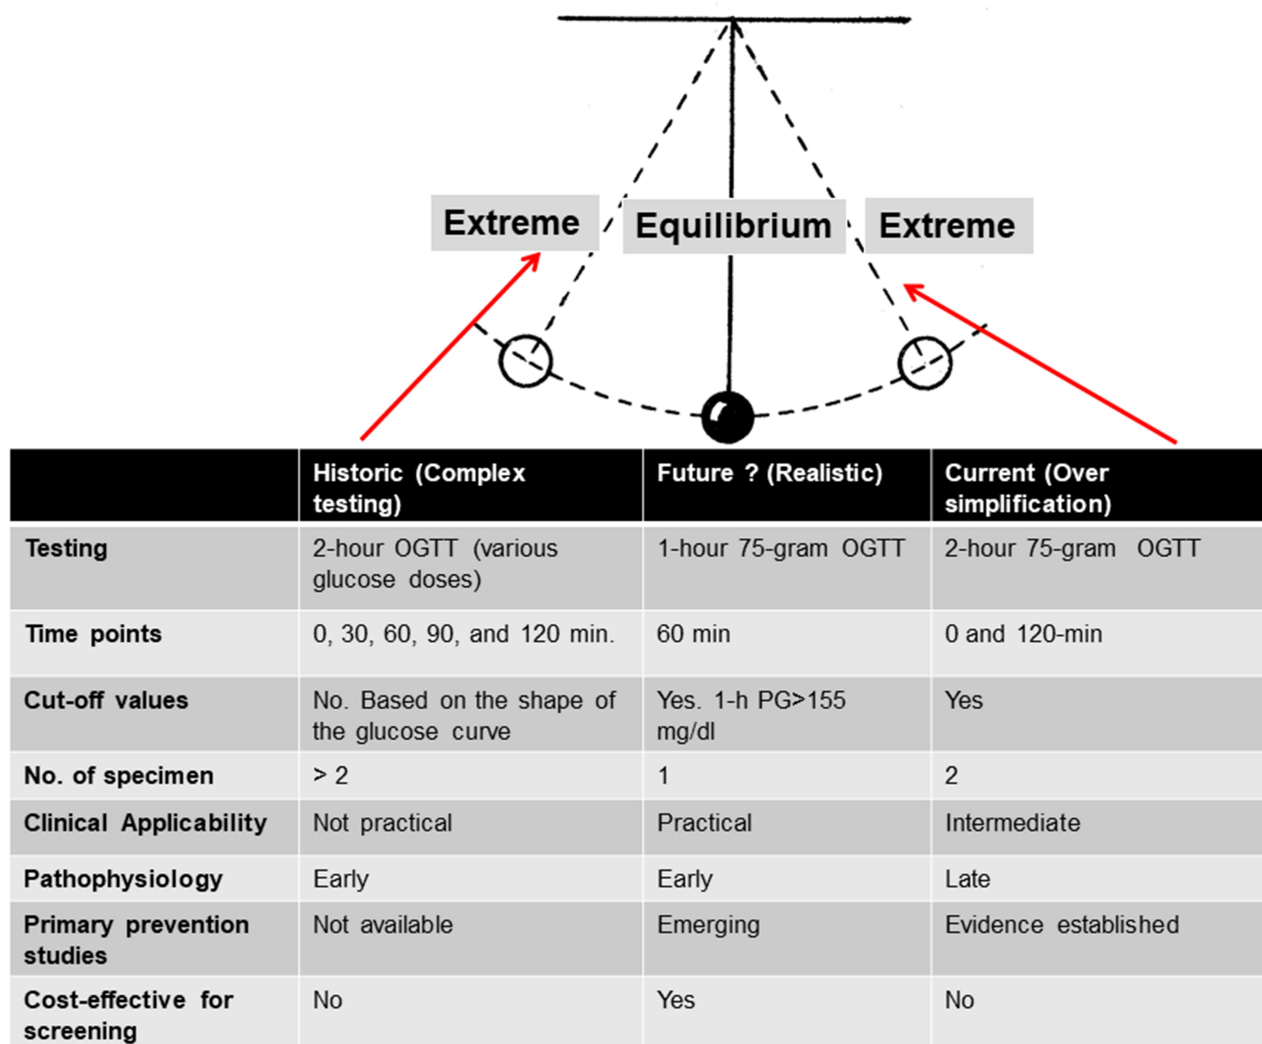 Extreme
Equilibrium
Extreme
Historic (Complex
testing)
Future ? (Realistic)
Current (Over
simplification)
Testing
2-hour OGTT (various
glucose doses)
1-hour 75-gram OGTT
2-hour 75-gram OGTT
Time points
0, 30, 60, 90, and 120 min.
60 min
0 and 120-min
Cut-off values
No. Based on the shape of
the glucose curve
Yes. 1-h PG>155
mg/dl
Yes
No. of specimen
> 2
1
2
Clinical Applicability
Not practical
Practical
Intermediate
Pathophysiology
Early
Early
Late
Primary prevention
studies
Not available
Emerging
Evidence established
Cost-effective for
screening
No
Yes
No